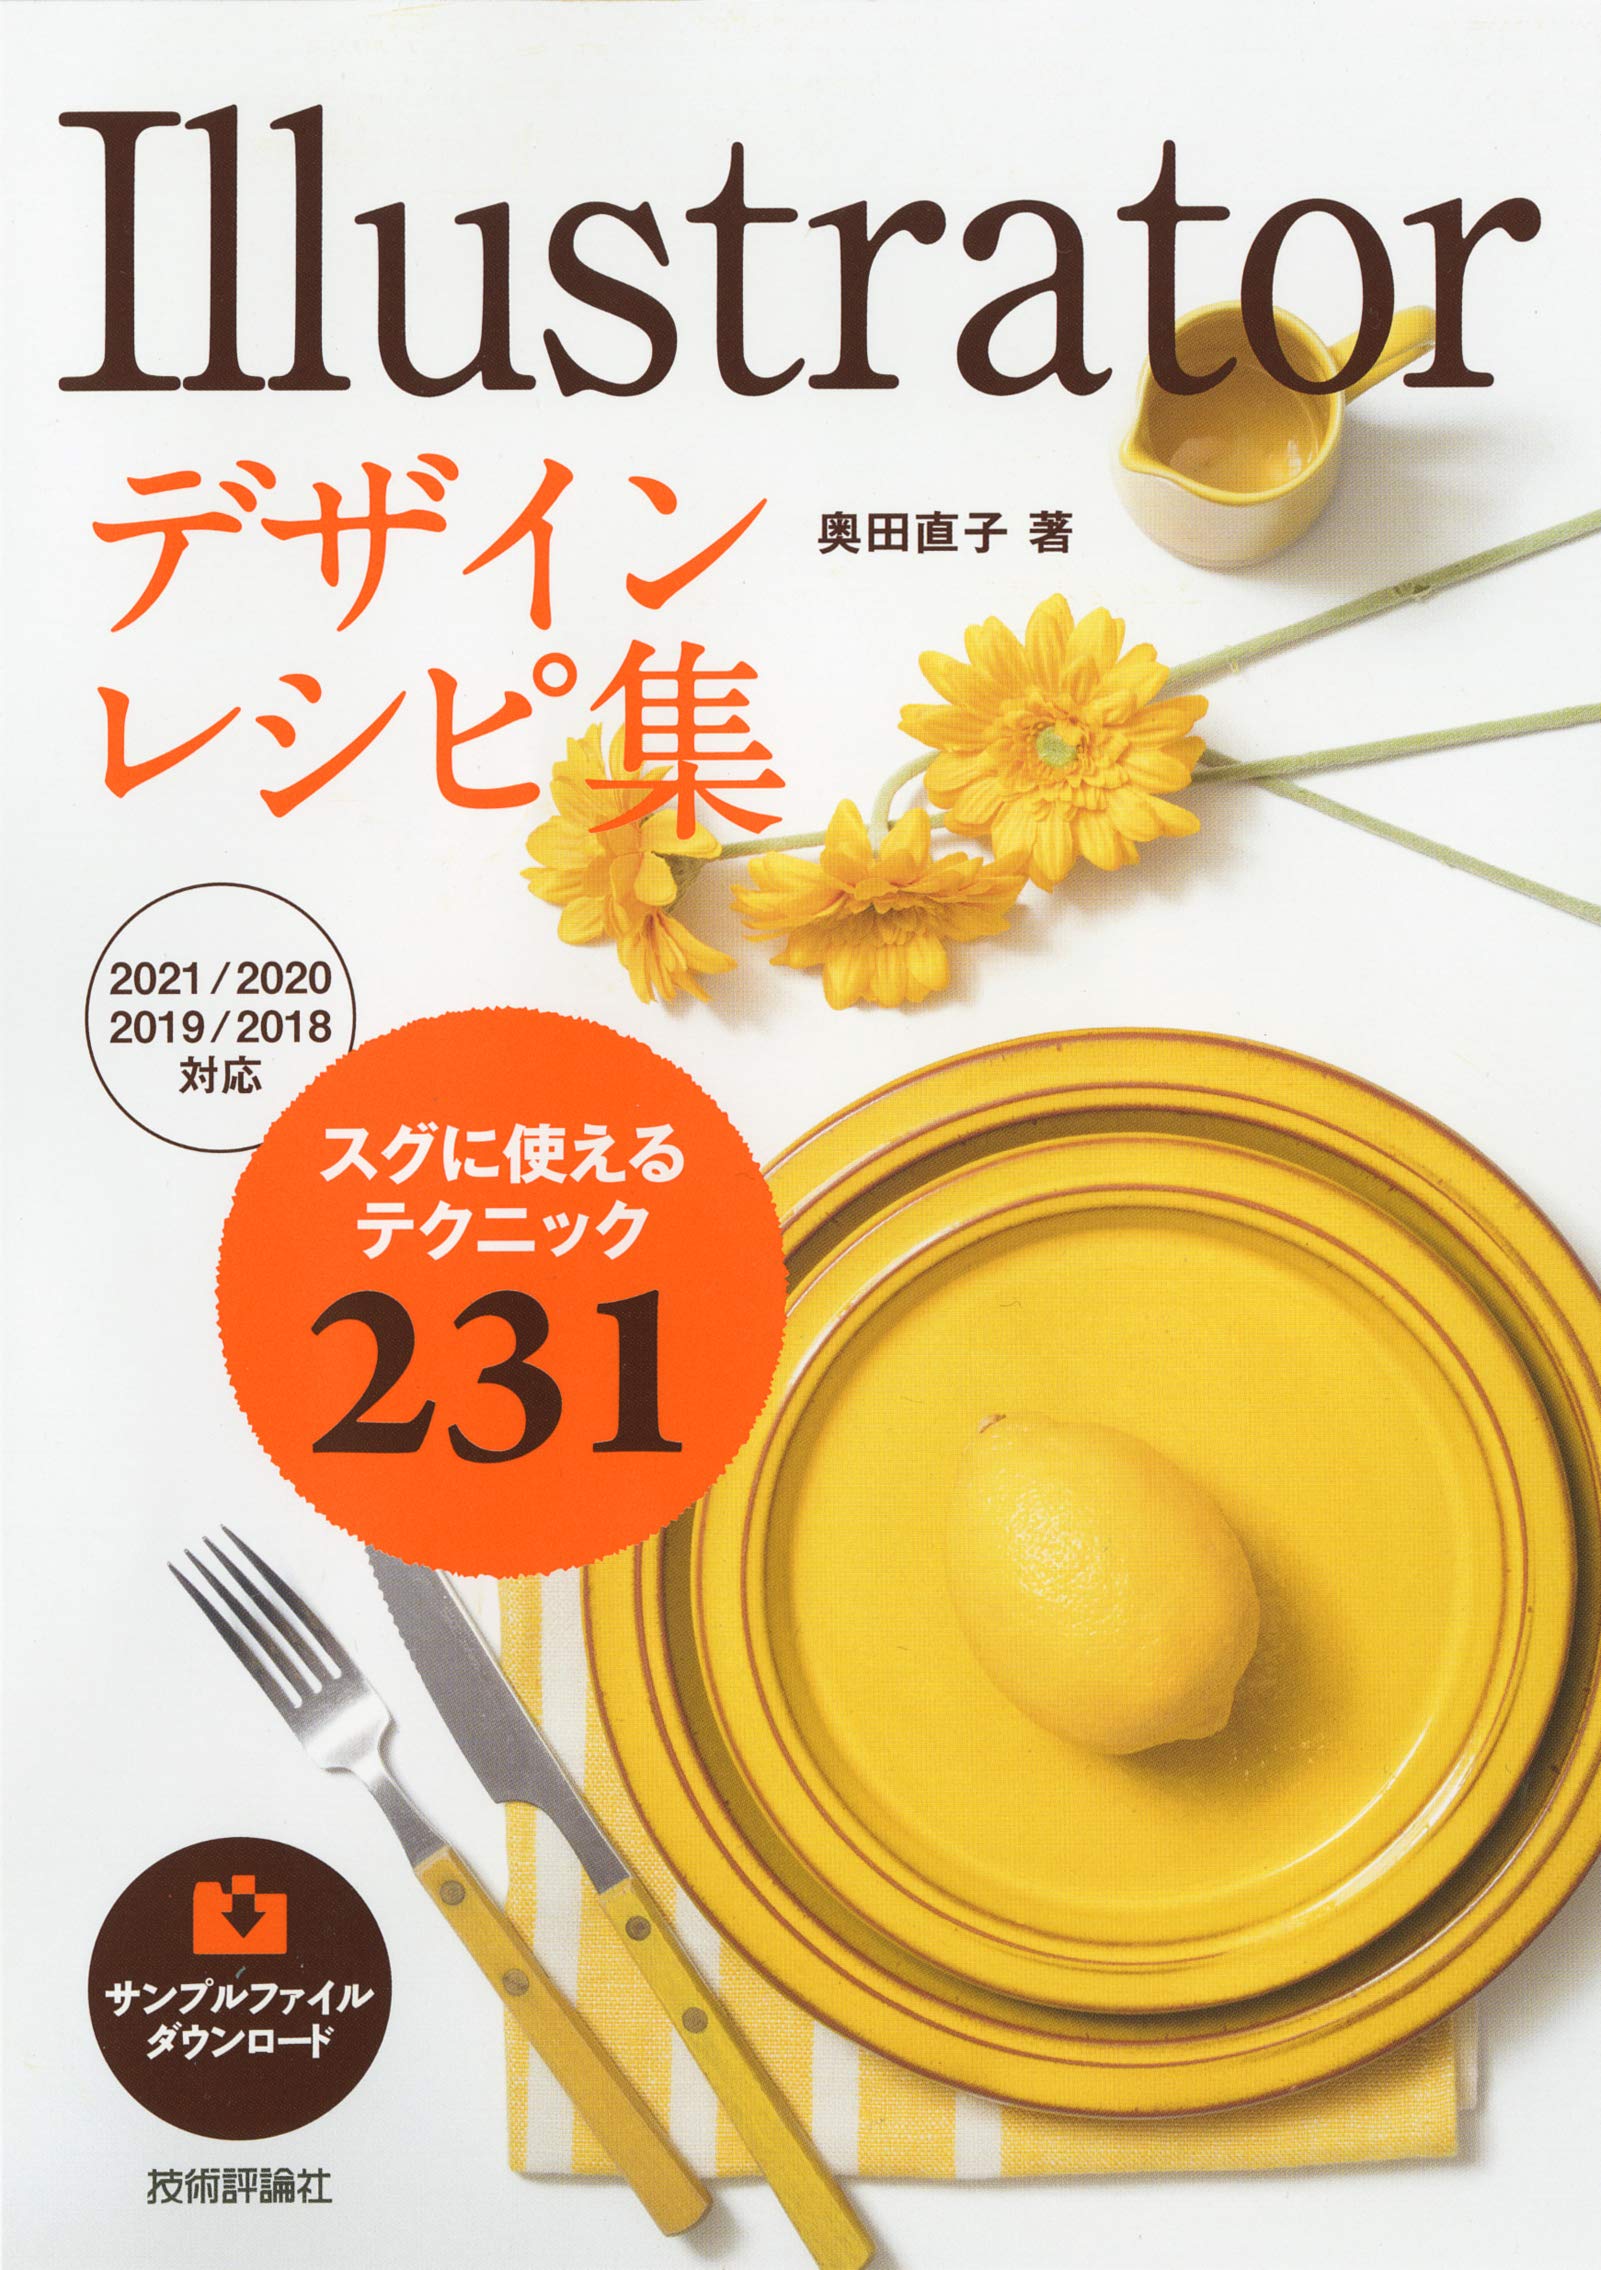 Illustrator
デザイン
レシピ集
奥田直子 著
2021/2020
2019/2018
対応
スグに使える
テクニック
231
サンプルファイル
ダウンロード
技術評論社